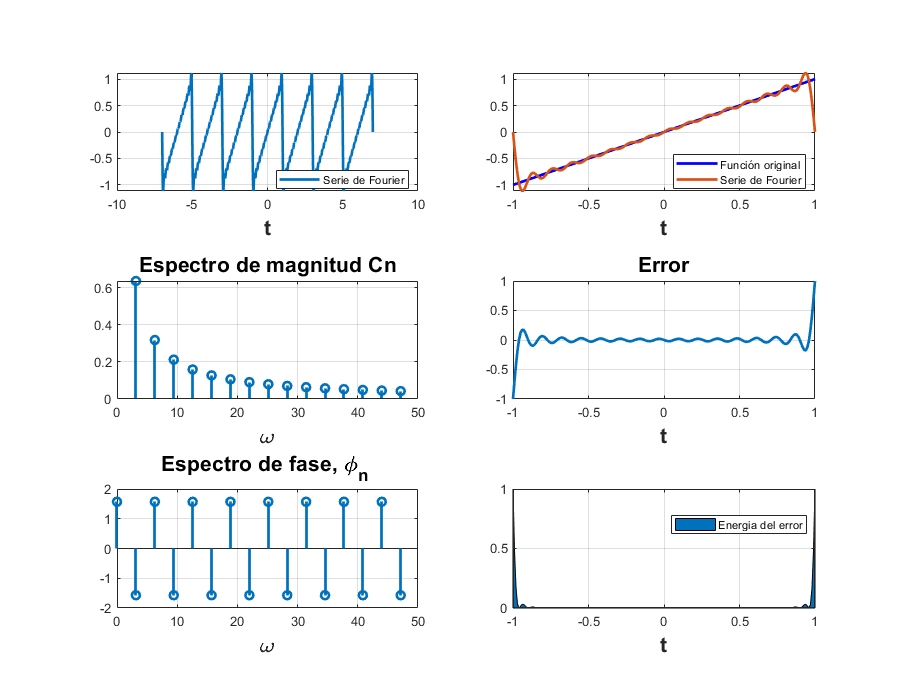 1
0.5
0
-0.5
-1
-10 -5 0 5 10
t
Serie de Fourier
1
0.5
0
-0.5
-1
-1 -0.5 0 0.5 1
t
Función original
Serie de Fourier
Espectro de magnitud Cn
0.6
0.4
0.2
0
0 10 20 30 40 50
ω
Error
1
0.5
0
-0.5
-1
-1 -0.5 0 0.5 1
t
Espectro de fase, ϕn
2
1
0
-1
-2
0 10 20 30 40 50
ω
1
0.5
0
-1 -0.5 0 0.5 1
t
Energia del error